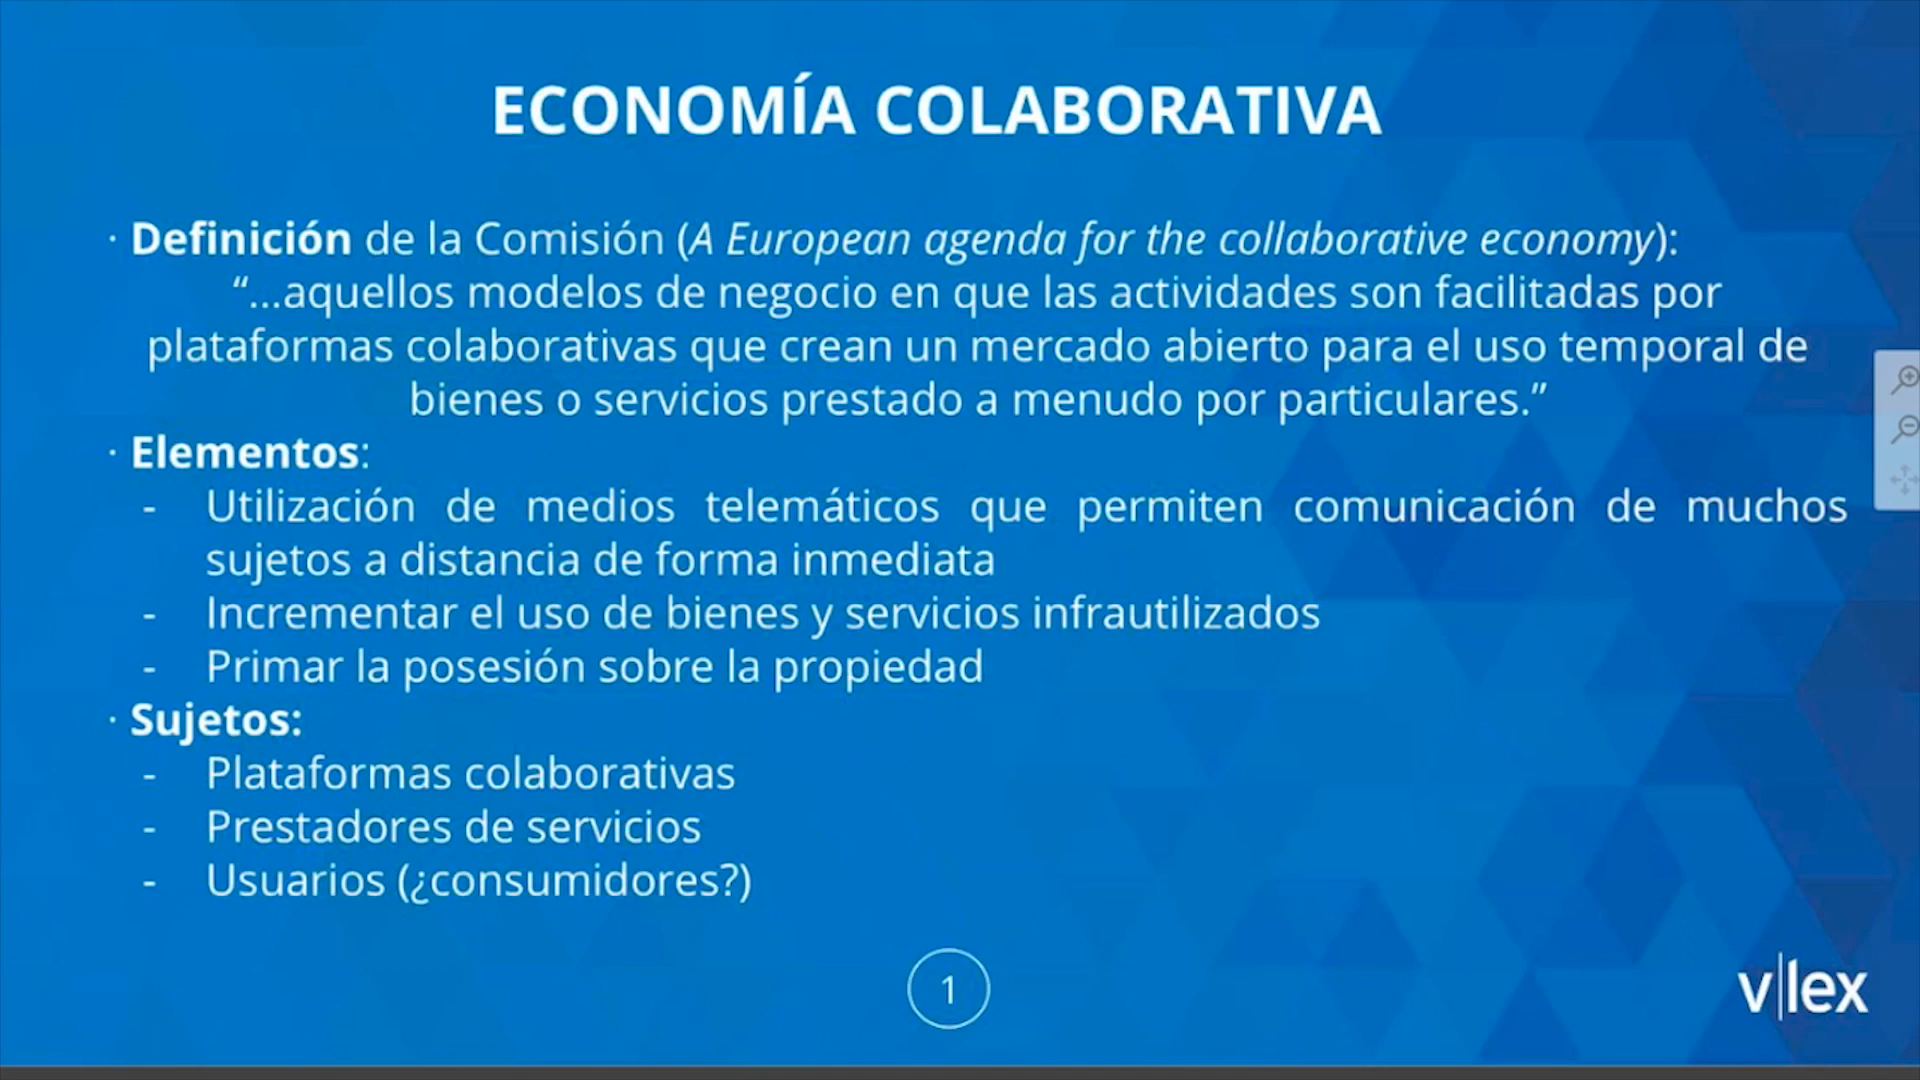 ECONOMÍA COLABORATIVA
· Definición de la Comisión (A European agenda for the collaborative economy):
“...aquellos modelos de negocio en que las actividades son facilitadas por
plataformas colaborativas que crean un mercado abierto para el uso temporal de
bienes o servicios prestado a menudo por particulares.”
· Elementos:
- Utilización de medios telemáticos que permiten comunicación de muchos
sujetos a distancia de forma inmediata
- Incrementar el uso de bienes y servicios infrautilizados
- Primar la posesión sobre la propiedad
· Sujetos:
- Plataformas colaborativas
- Prestadores de servicios
- Usuarios (¿consumidores?)
1
v|lex